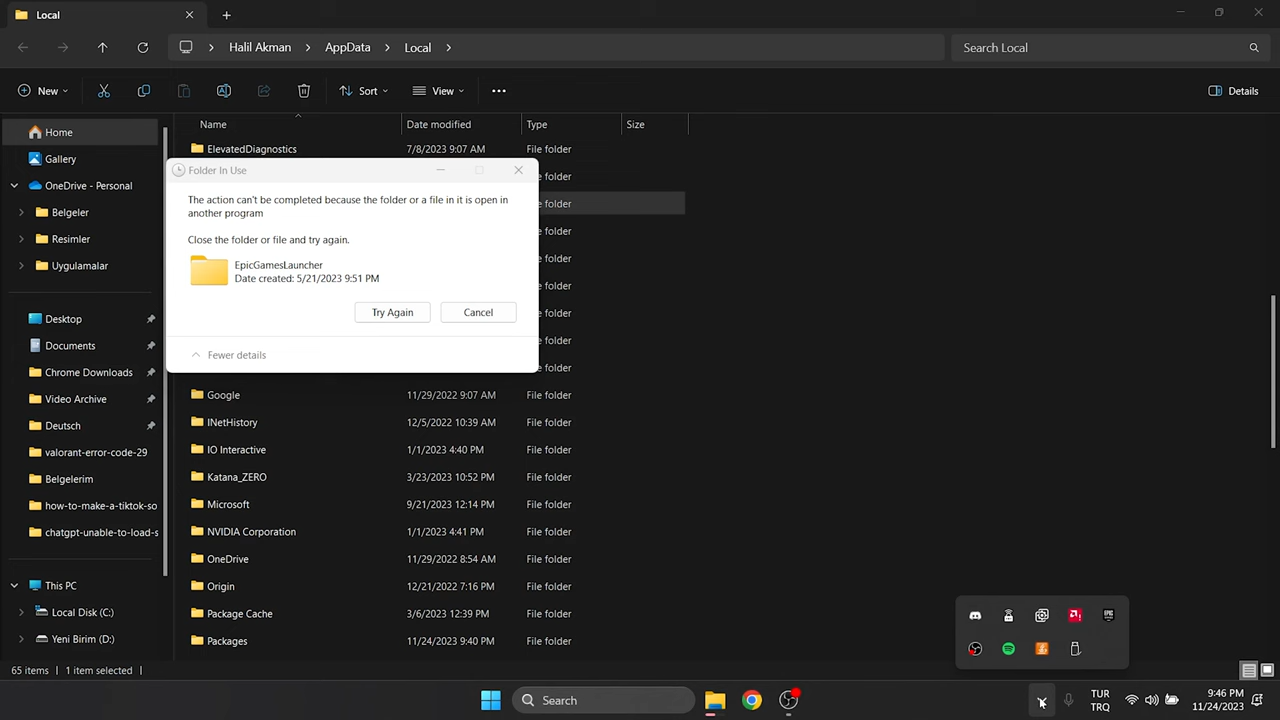 Local
Halil Akman > AppData > Local >
Search Local
New
Sort
View
Details
Name
Date modified
Type
Size
Home
Gallery
OneDrive - Personal
Belgeler
Resimler
Uygulamalar
Desktop
Documents
Chrome Downloads
Video Archive
Deutsch
valorant-error-code-29
Belgelerim
how-to-make-a-tiktok-so
chatgpt-unable-to-load-s
This PC
Local Disk (C:)
Yeni Birim (D:)
ElevatedDiagnostics 7/8/2023 9:07 AM File folder
File folder
e folder
e folder
e folder
e folder
e folder
e folder
e folder
Folder In Use
The action can't be completed because the folder or a file in it is open in
another program
Close the folder or file and try again.
EpicGamesLauncher
Date created: 5/21/2023 9:51 PM
Try Again
Cancel
Fewer details
Google 11/29/2022 9:07 AM File folder
INetHistory 12/5/2022 10:39 AM File folder
IO Interactive 1/1/2023 4:40 PM File folder
Katana_ZERO 3/23/2023 10:52 PM File folder
Microsoft 9/21/2023 12:14 PM File folder
NVIDIA Corporation 1/1/2023 4:41 PM File folder
OneDrive 11/29/2022 8:54 AM File folder
Origin 12/21/2022 7:16 PM File folder
Package Cache 3/6/2023 12:39 PM File folder
Packages 11/24/2023 9:40 PM File folder
65 items
1 item selected
Search
TUR
TRQ
9:46 PM
11/24/2023